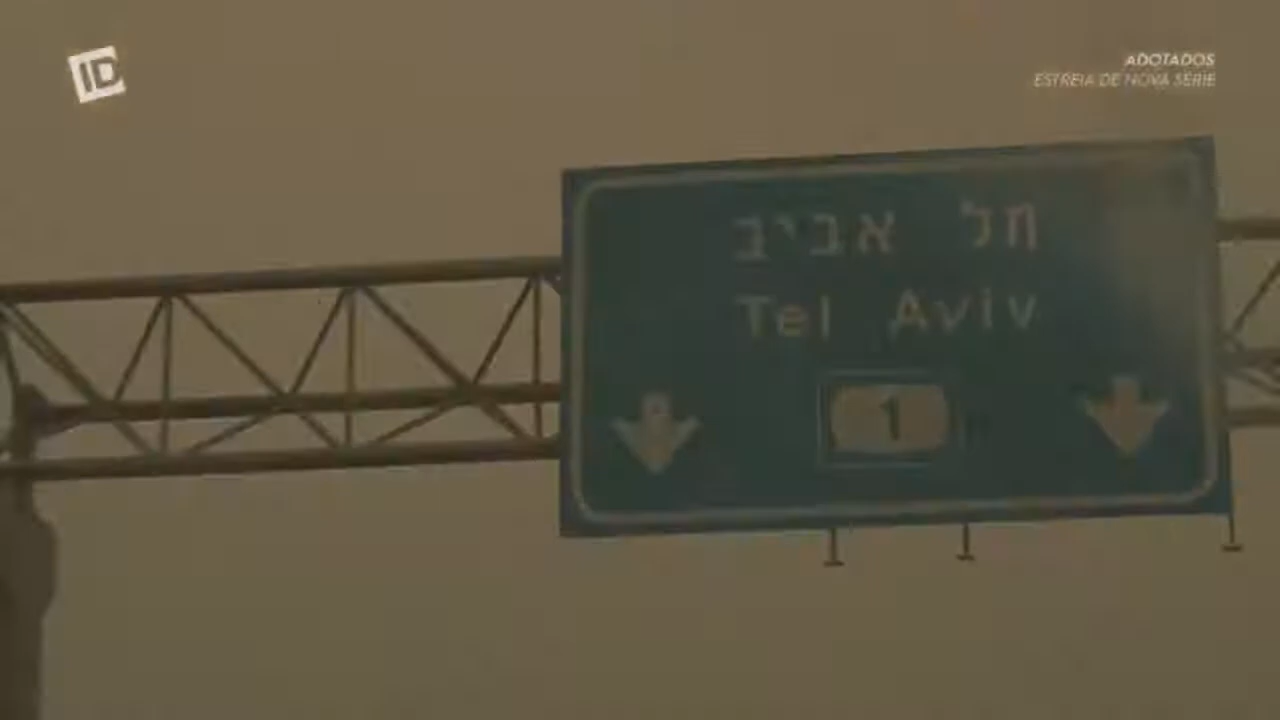 ID
ADOTADOS
ESTREIA DE NOVA SÉRIE
תל אביב
Tel Aviv
1